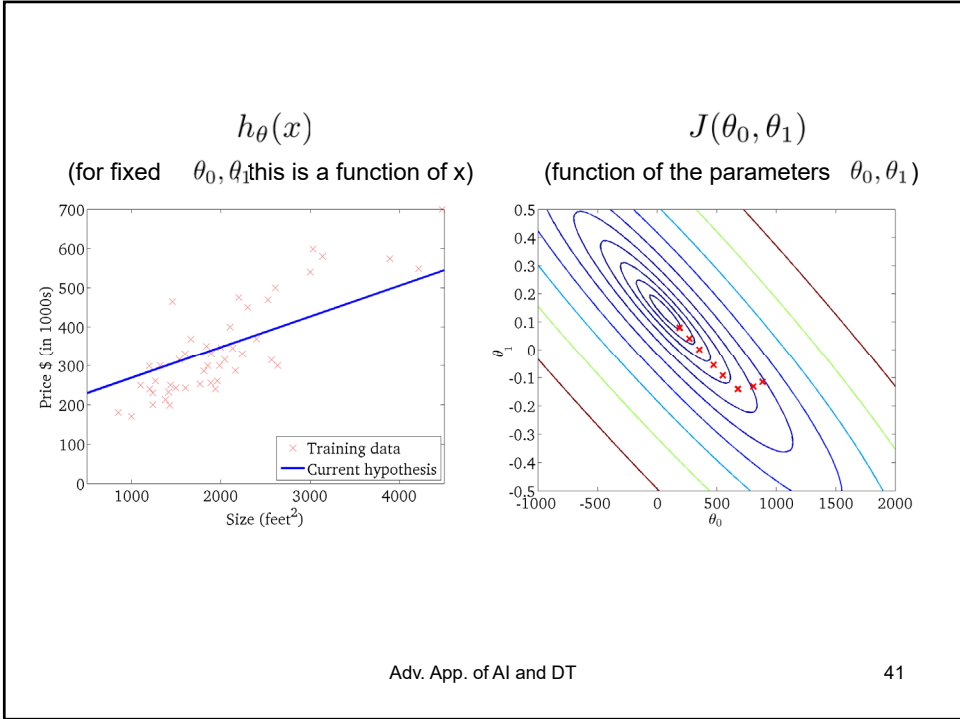 h_θ(x)
(for fixed θ₀, θ₁ this is a function of x)
700
600
500
400
300
200
100
0
Price $ (in 1000s)
1000 2000 3000 4000
Size (feet²)
Training data
Current hypothesis
J(θ₀, θ₁)
(function of the parameters θ₀, θ₁)
0.5
0.4
0.3
0.2
0.1
0
-0.1
-0.2
-0.3
-0.4
-0.5
θ₁
-1000 -500 0 500 1000 1500 2000
θ₀
Adv. App. of AI and DT 41